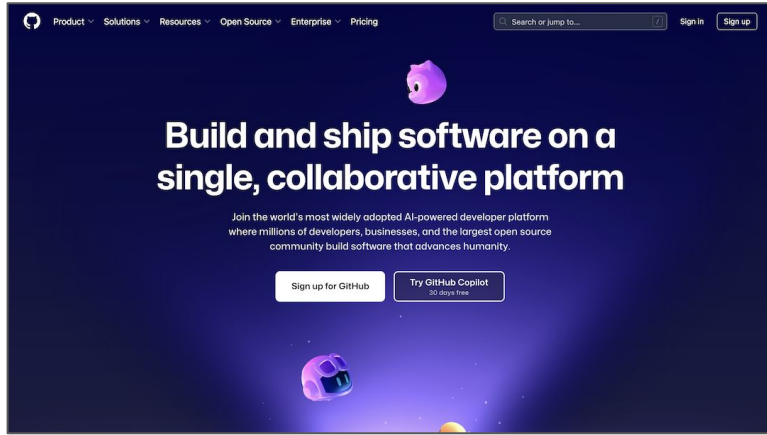 Product Solutions Resources Open Source Enterprise Pricing Search or jump to... / Sign in Sign up
Build and ship software on a
single, collaborative platform
Join the world's most widely adopted AI-powered developer platform
where millions of developers, businesses, and the largest open source
community build software that advances humanity.
Sign up for GitHub
Try GitHub Copilot
30 days free